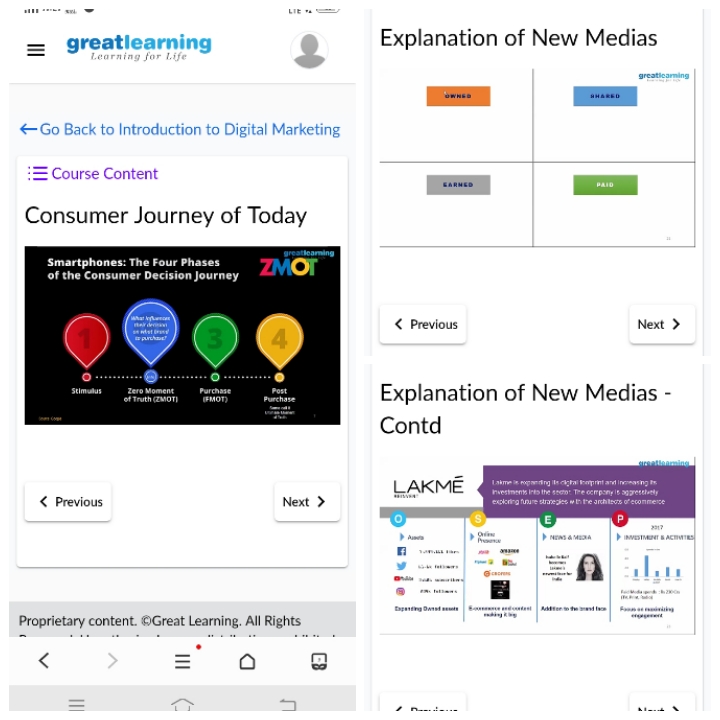 LTE
greatlearning
Learning for Life
Go Back to Introduction to Digital Marketing
Course Content
Consumer Journey of Today
greatlearning
Smartphones: The Four Phases
of the Consumer Decision Journey
ZMOT
1
What Influences
their decision
on what brand
to purchase?
3
4
Stimulus
Zero Moment
of Truth (ZMOT)
Purchase
(FMOT)
Post
Purchase
Previous
Next
Proprietary content. ©Great Learning. All Rights
Explanation of New Medias
greatlearning
OWNED
SHARED
EARNED
PAID
Previous
Next
Explanation of New Medias -
Contd
greatlearning
LAKMÉ
REINVENT
Lakme is expanding its digital footprint and increasing its
investments into the sector. The company is aggressively
exploring future strategies with the architects of ecommerce
O
S
E
P
Assets
Online
Presence
NEWS & MEDIA
2017
INVESTMENT & ACTIVITIES
amazon
YouTube
followers
Expanding Owned assets
E-commerce and content
making it big
Addition to the brand face
Focus on maximizing
engagement
Previous
Next